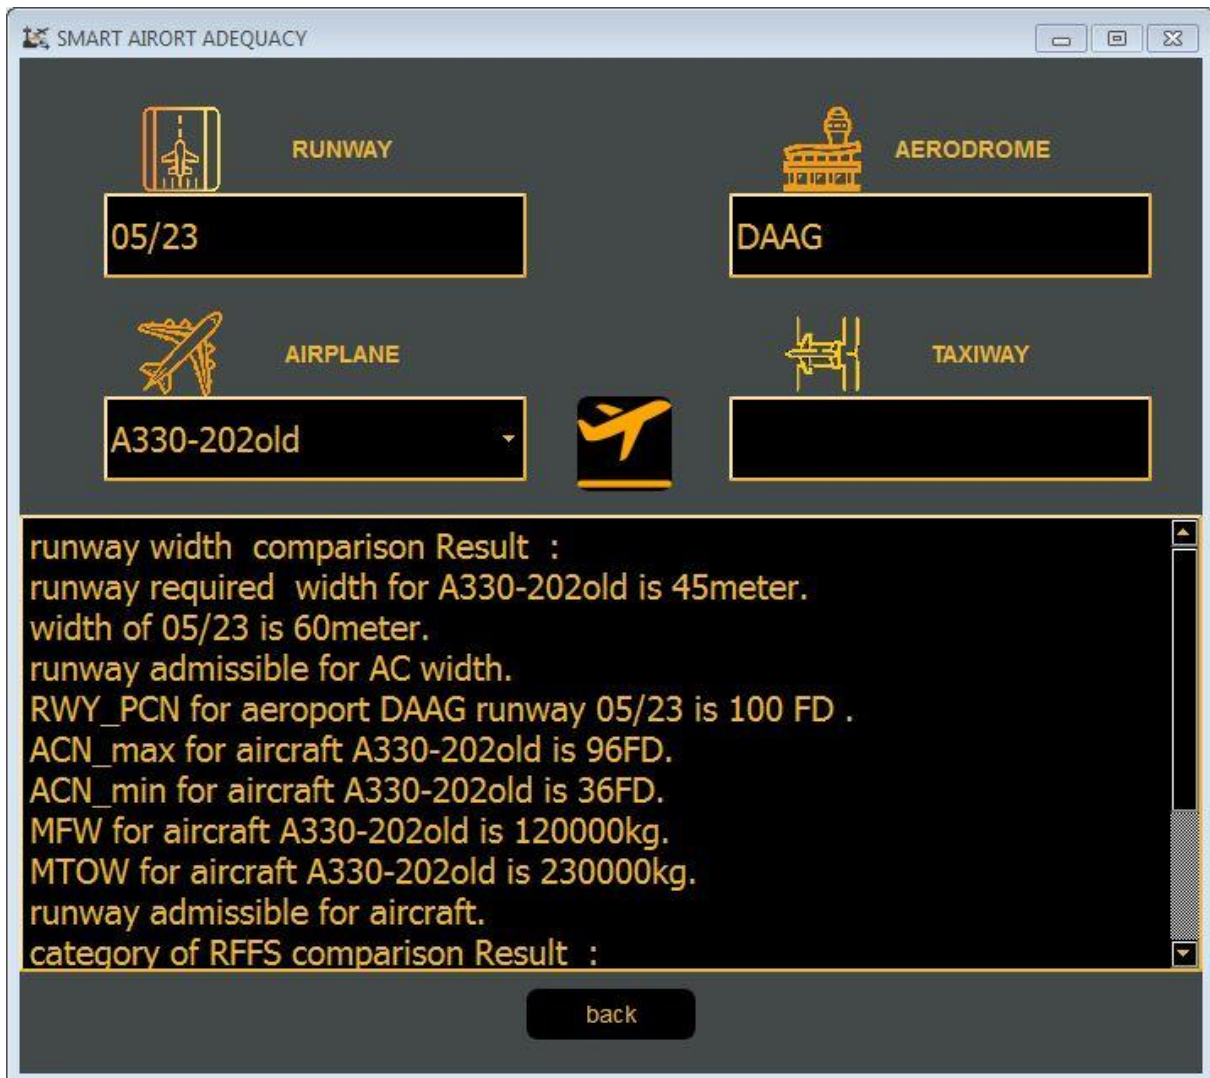 SMART AIRORT ADEQUACY
RUNWAY
AERODROME
05/23
DAAG
AIRPLANE
TAXIWAY
A330-202old
runway width  comparison Result  :
runway required  width for A330-202old is 45meter.
width of 05/23 is 60meter.
runway admissible for AC width.
RWY_PCN for aeroport DAAG runway 05/23 is 100 FD .
ACN_max for aircraft A330-202old is 96FD.
ACN_min for aircraft A330-202old is 36FD.
MFW for aircraft A330-202old is 120000kg.
MTOW for aircraft A330-202old is 230000kg.
runway admissible for aircraft.
category of RFFS comparison Result  :
back